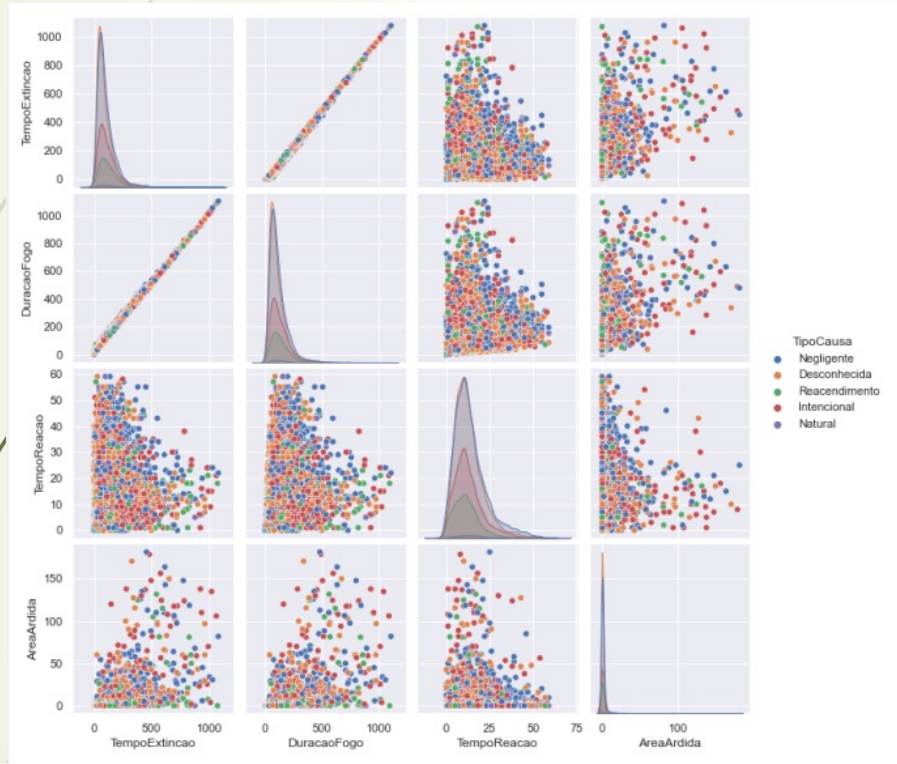 TempoExtincao
1000
800
600
400
200
0
DuracaoFogo
1000
800
600
400
200
0
TempoReacao
60
50
40
30
20
10
0
AreaArdida
150
100
50
0
0 500 1000
TempoExtincao
0 500 1000
DuracaoFogo
0 25 50 75
TempoReacao
0 100
AreaArdida
TipoCausa
Negligente
Desconhecida
Reacendimento
Intencional
Natural